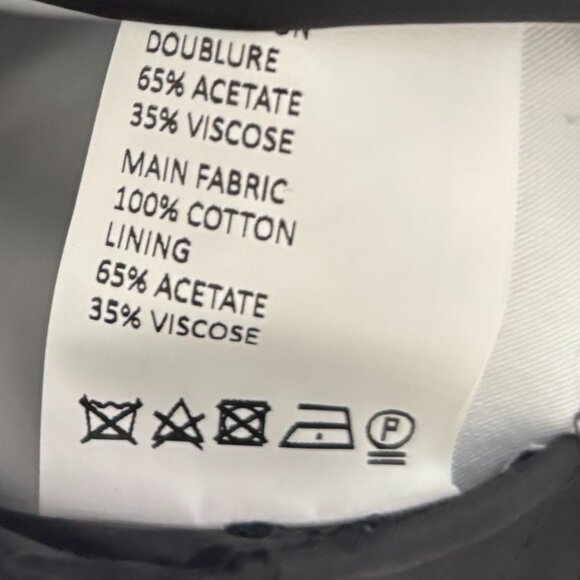 DOUBLURE
65% ACETATE
35% VISCOSE
MAIN FABRIC
100% COTTON
LINING
65% ACETATE
35% VISCOSE
P